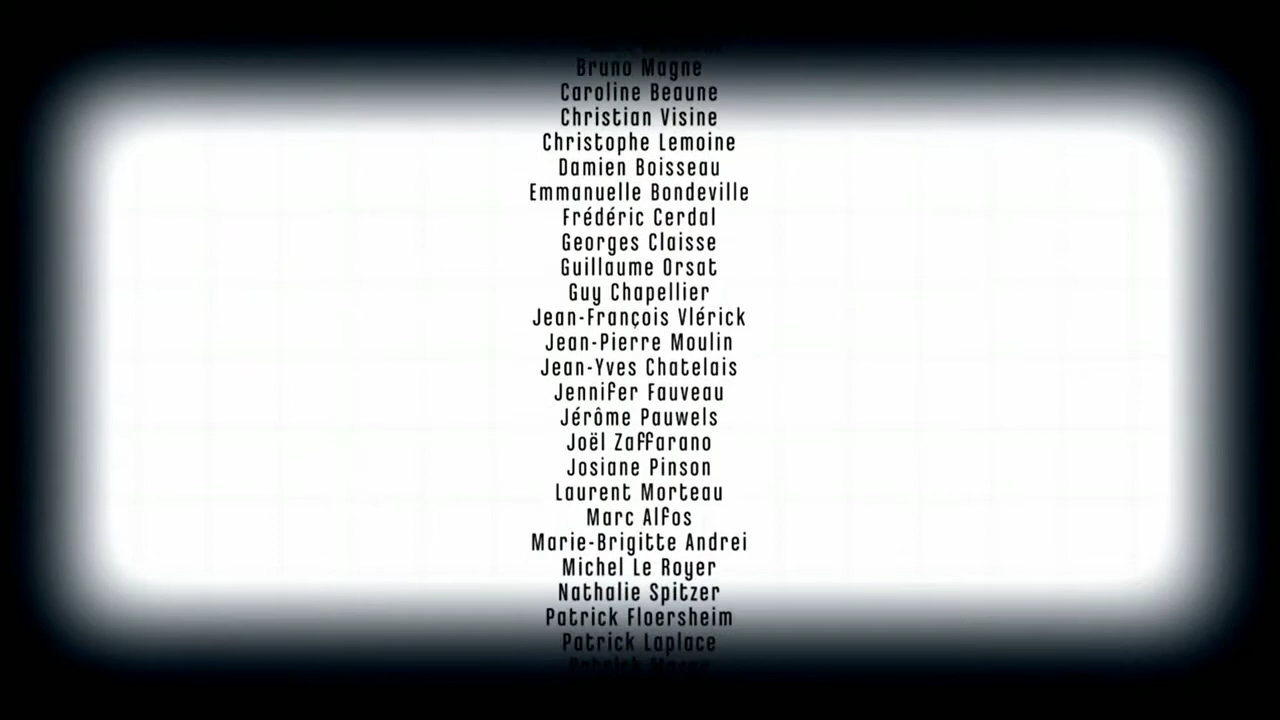 Bruno Magne
Caroline Beaune
Christian Visine
Christophe Lemoine
Damien Boisseau
Emmanuelle Bondeville
Frédéric Cerdal
Georges Claisse
Guillaume Orsat
Guy Chapellier
Jean-François Vlérick
Jean-Pierre Moulin
Jean-Yves Chatelais
Jennifer Fauveau
Jérôme Pauwels
Joël Zaffarano
Josiane Pinson
Laurent Morteau
Marc Alfos
Marie-Brigitte Andrei
Michel Le Royer
Nathalie Spitzer
Patrick Floersheim
Patrick Laplace